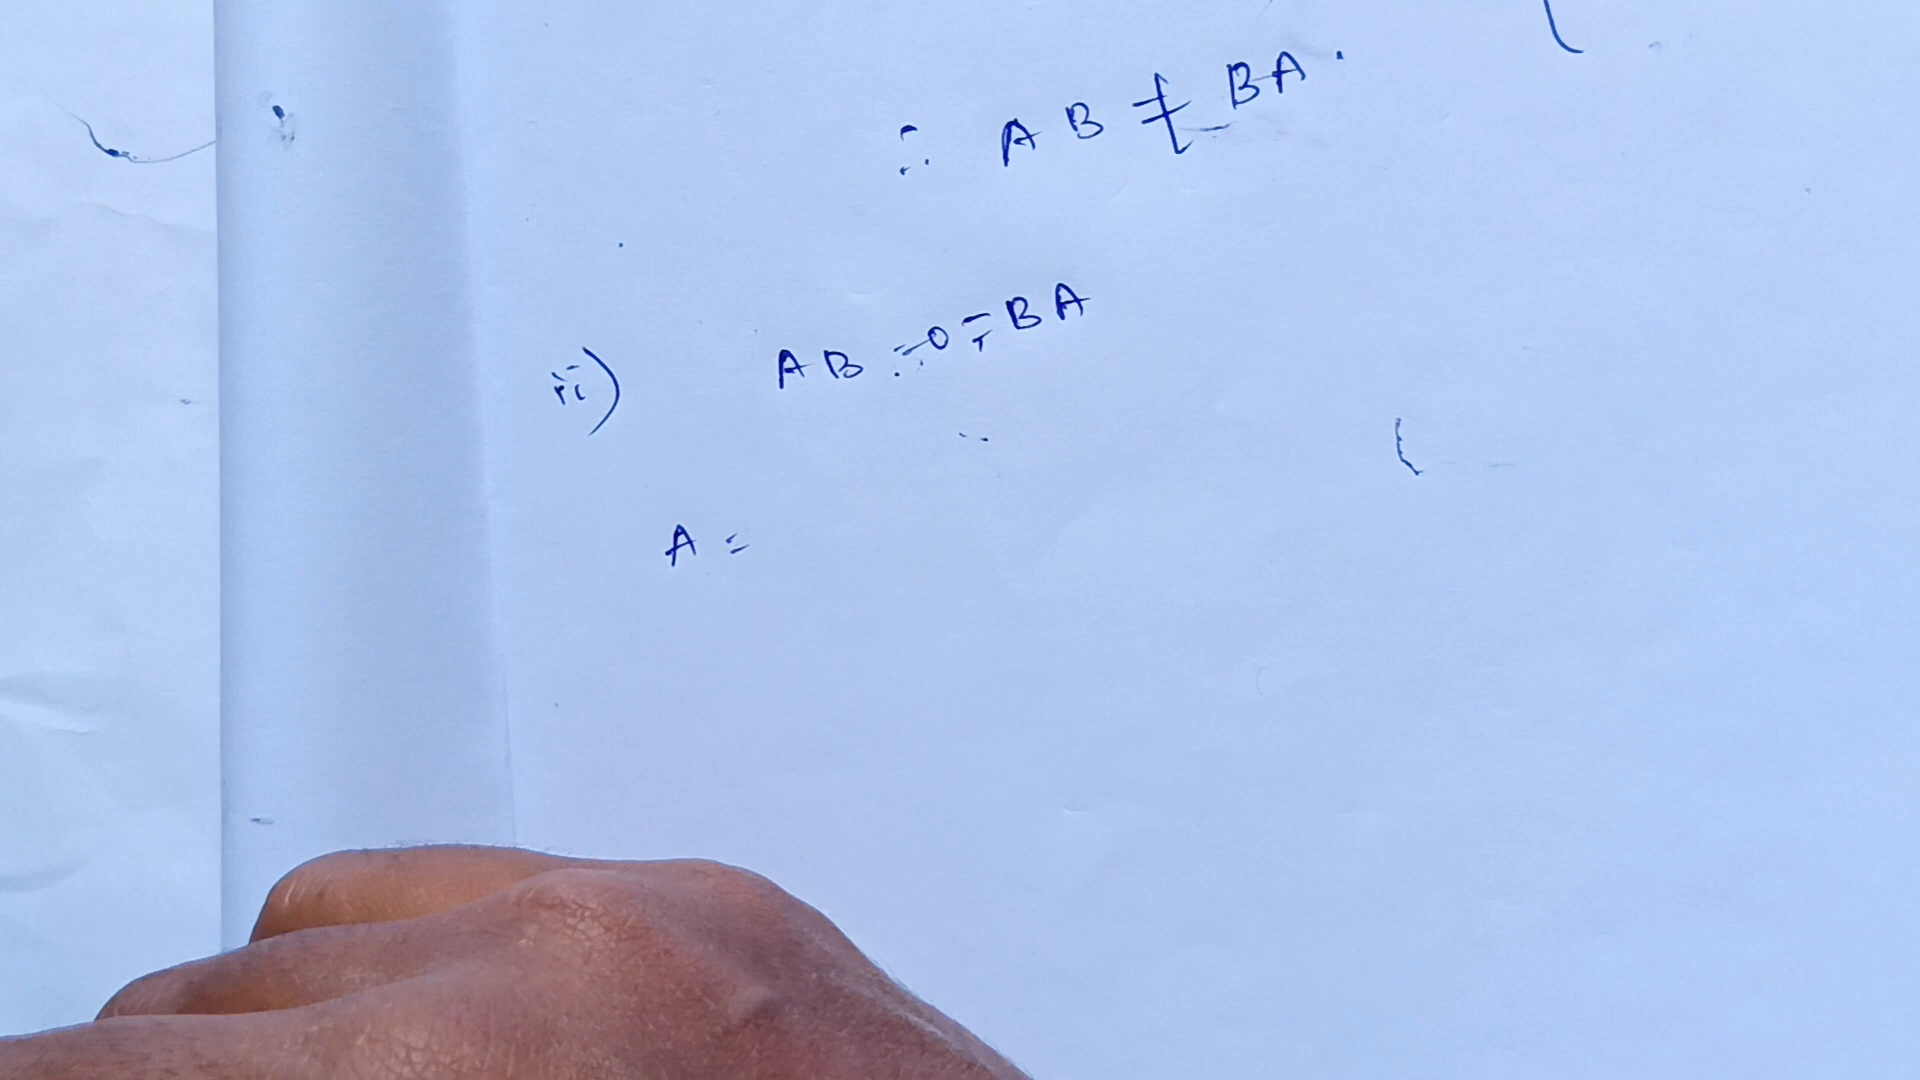 ∴ AB ≠ BA.
ii) AB = 0 = BA
A =